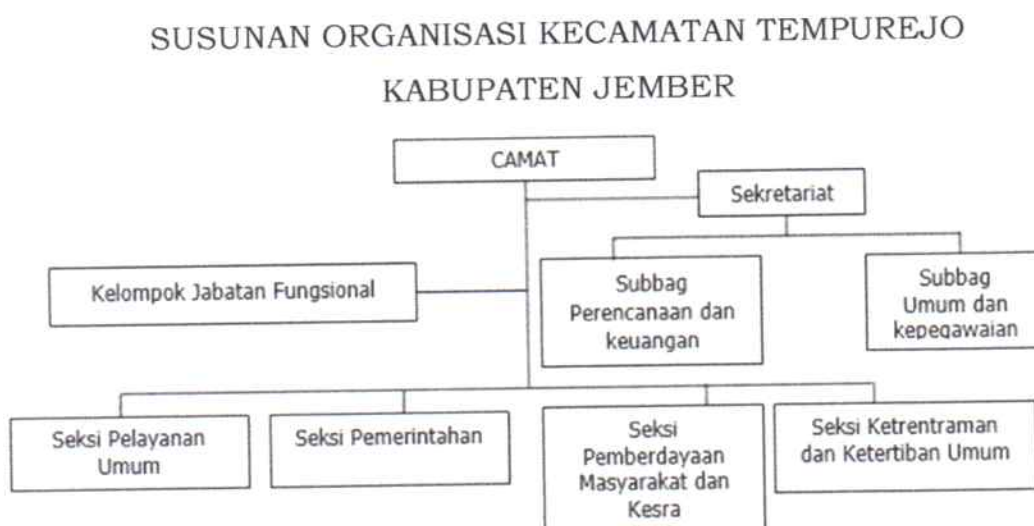 SUSUNAN ORGANISASI KECAMATAN TEMPUREJO
KABUPATEN JEMBER
CAMAT
Sekretariat
Kelompok Jabatan Fungsional
Subbag
Perencanaan dan
keuangan
Subbag
Umum dan
kepegawaian
Seksi Pelayanan
Umum
Seksi Pemerintahan
Seksi
Pemberdayaan
Masyarakat dan
Kesra
Seksi Ketrentraman
dan Ketertiban Umum